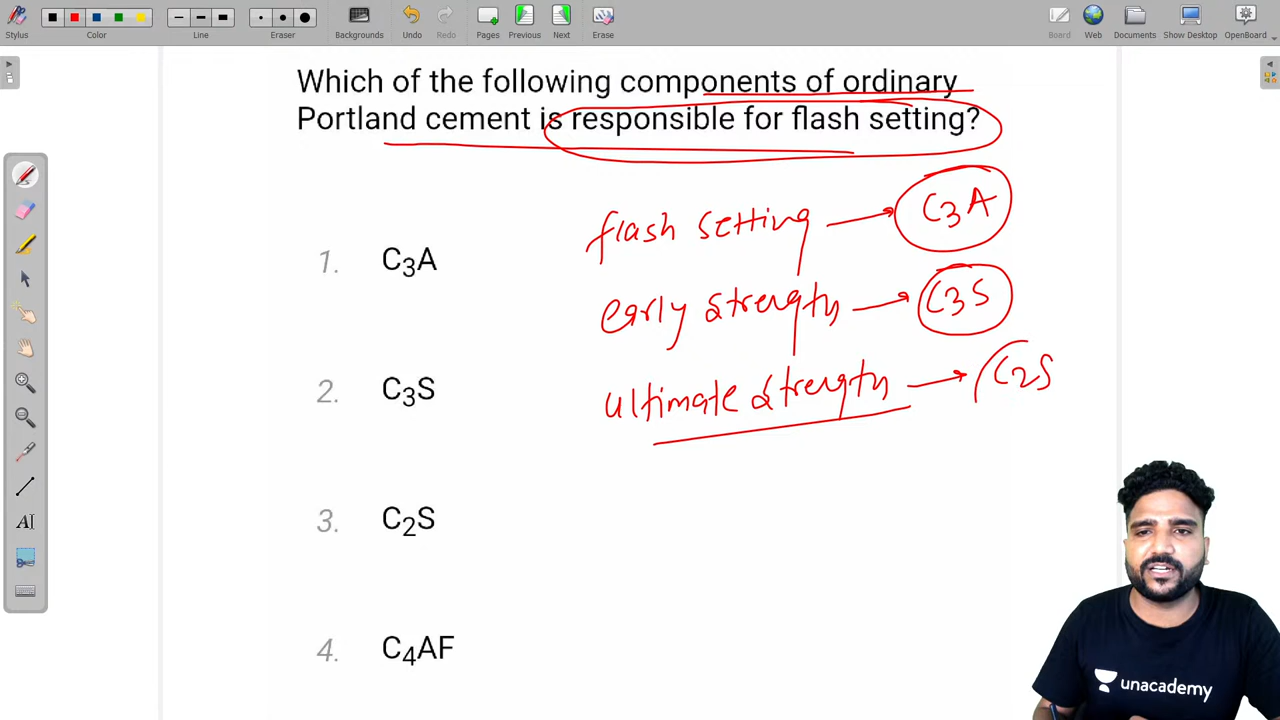 Stylus
Color
Line
Eraser
Backgrounds
Undo
Redo
Pages
Previous
Next
Erase
Board
Web
Documents
Show Desktop
OpenBoard
Which of the following components of ordinary
Portland cement is responsible for flash setting?
flash setting → C3A
1. C₃A
early strength → C3S
2. C₃S
ultimate strength → C2S
3. C₂S
4. C₄AF
AI
unacademy